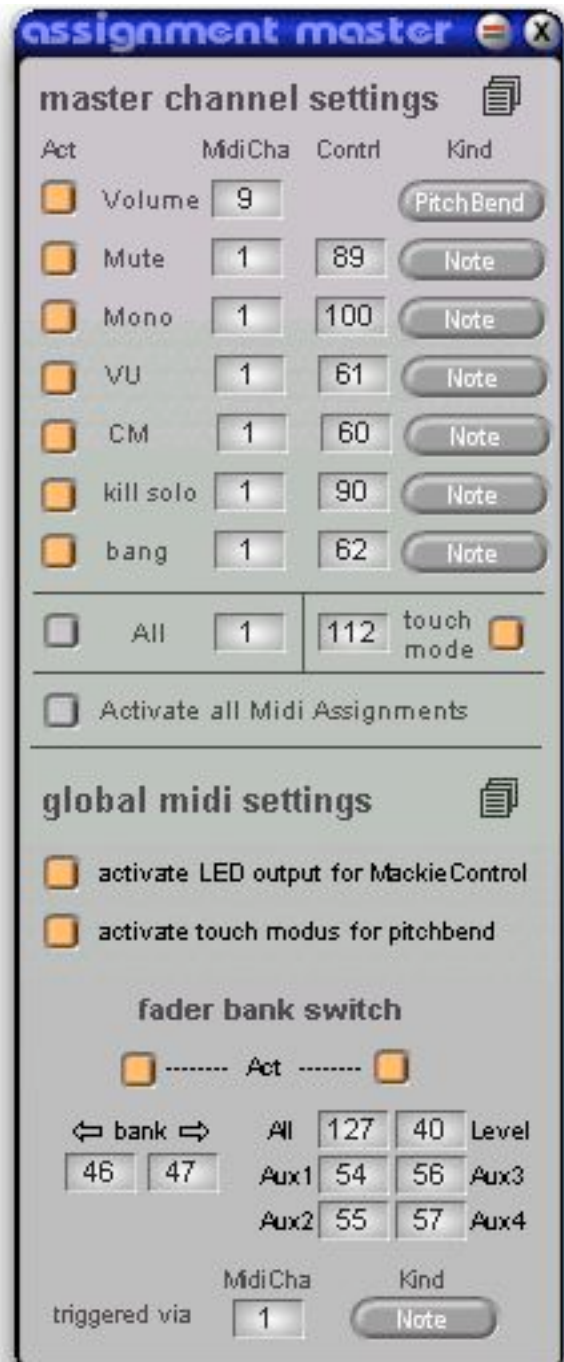 assignment master
master channel settings
Act MidiCha Contrl Kind
Volume 9 PitchBend
Mute 1 89 Note
Mono 1 100 Note
VU 1 61 Note
CM 1 60 Note
kill solo 1 90 Note
bang 1 62 Note
All 1 112 touch mode
Activate all Midi Assignments
global midi settings
activate LED output for MackieControl
activate touch modus for pitchbend
fader bank switch
-------- Act --------
⇦ bank ⇨ All 127 40 Level
46 47 Aux1 54 56 Aux3
Aux2 55 57 Aux4
MidiCha Kind
triggered via 1 Note